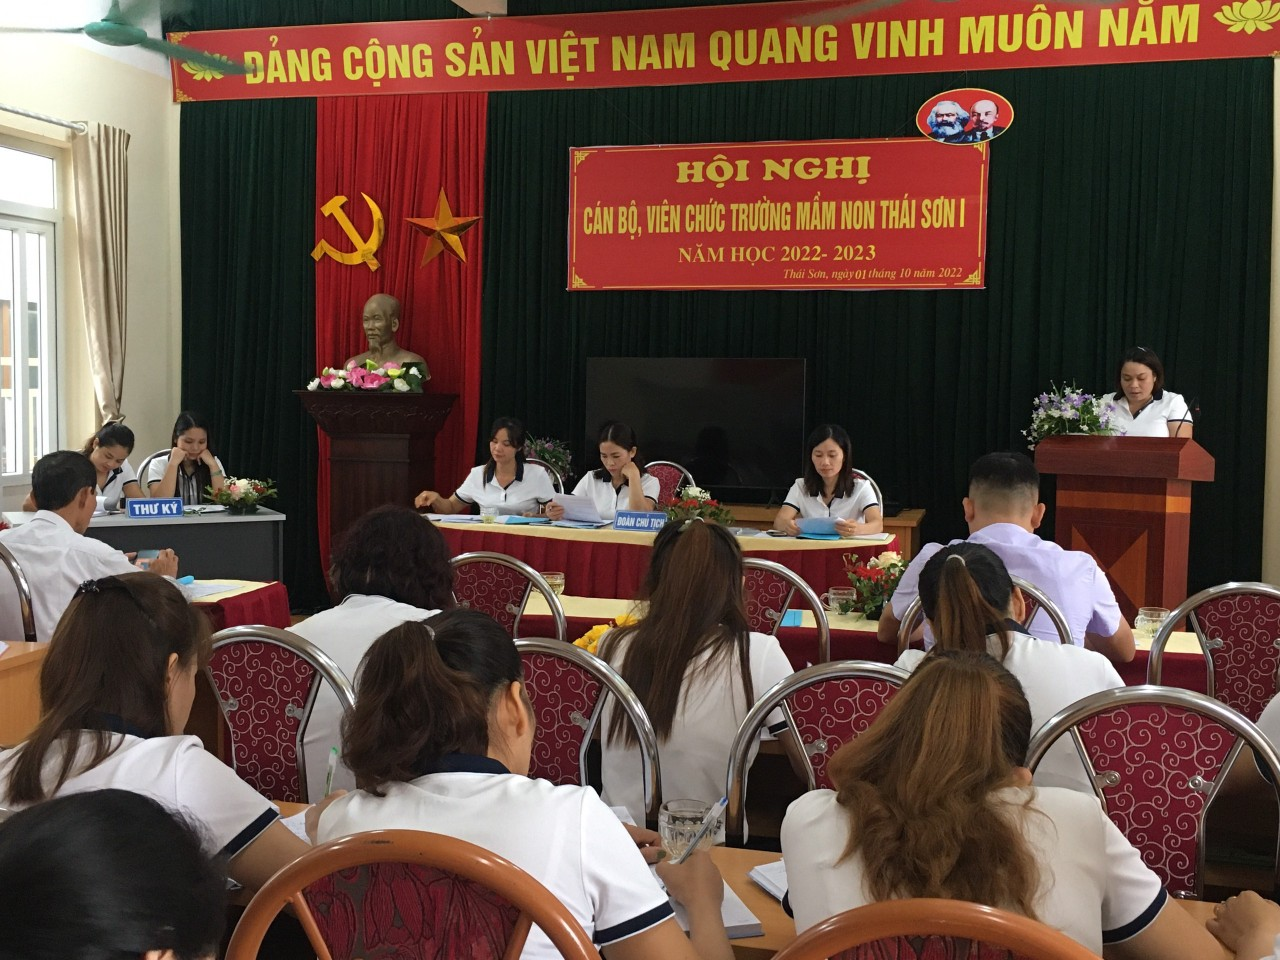 ĐẢNG CỘNG SẢN VIỆT NAM QUANG VINH MUÔN NĂM
HỘI NGHỊ
CÁN BỘ, VIÊN CHỨC TRƯỜNG MẦM NON THÁI SƠN I
NĂM HỌC 2022- 2023
Thái Sơn, ngày 01 tháng 10 năm 2022
THƯ KÝ
ĐOÀN CHỦ TỊCH